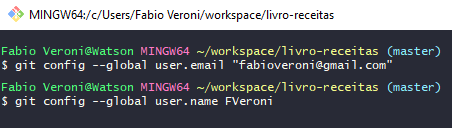 MINGW64:/c/Users/Fabio Veroni/workspace/livro-receitas
Fabio Veroni@Watson MINGW64 ~/workspace/livro-receitas (master)
$ git config --global user.email "fabioveroni@gmail.com"
Fabio Veroni@Watson MINGW64 ~/workspace/livro-receitas (master)
$ git config --global user.name FVeroni